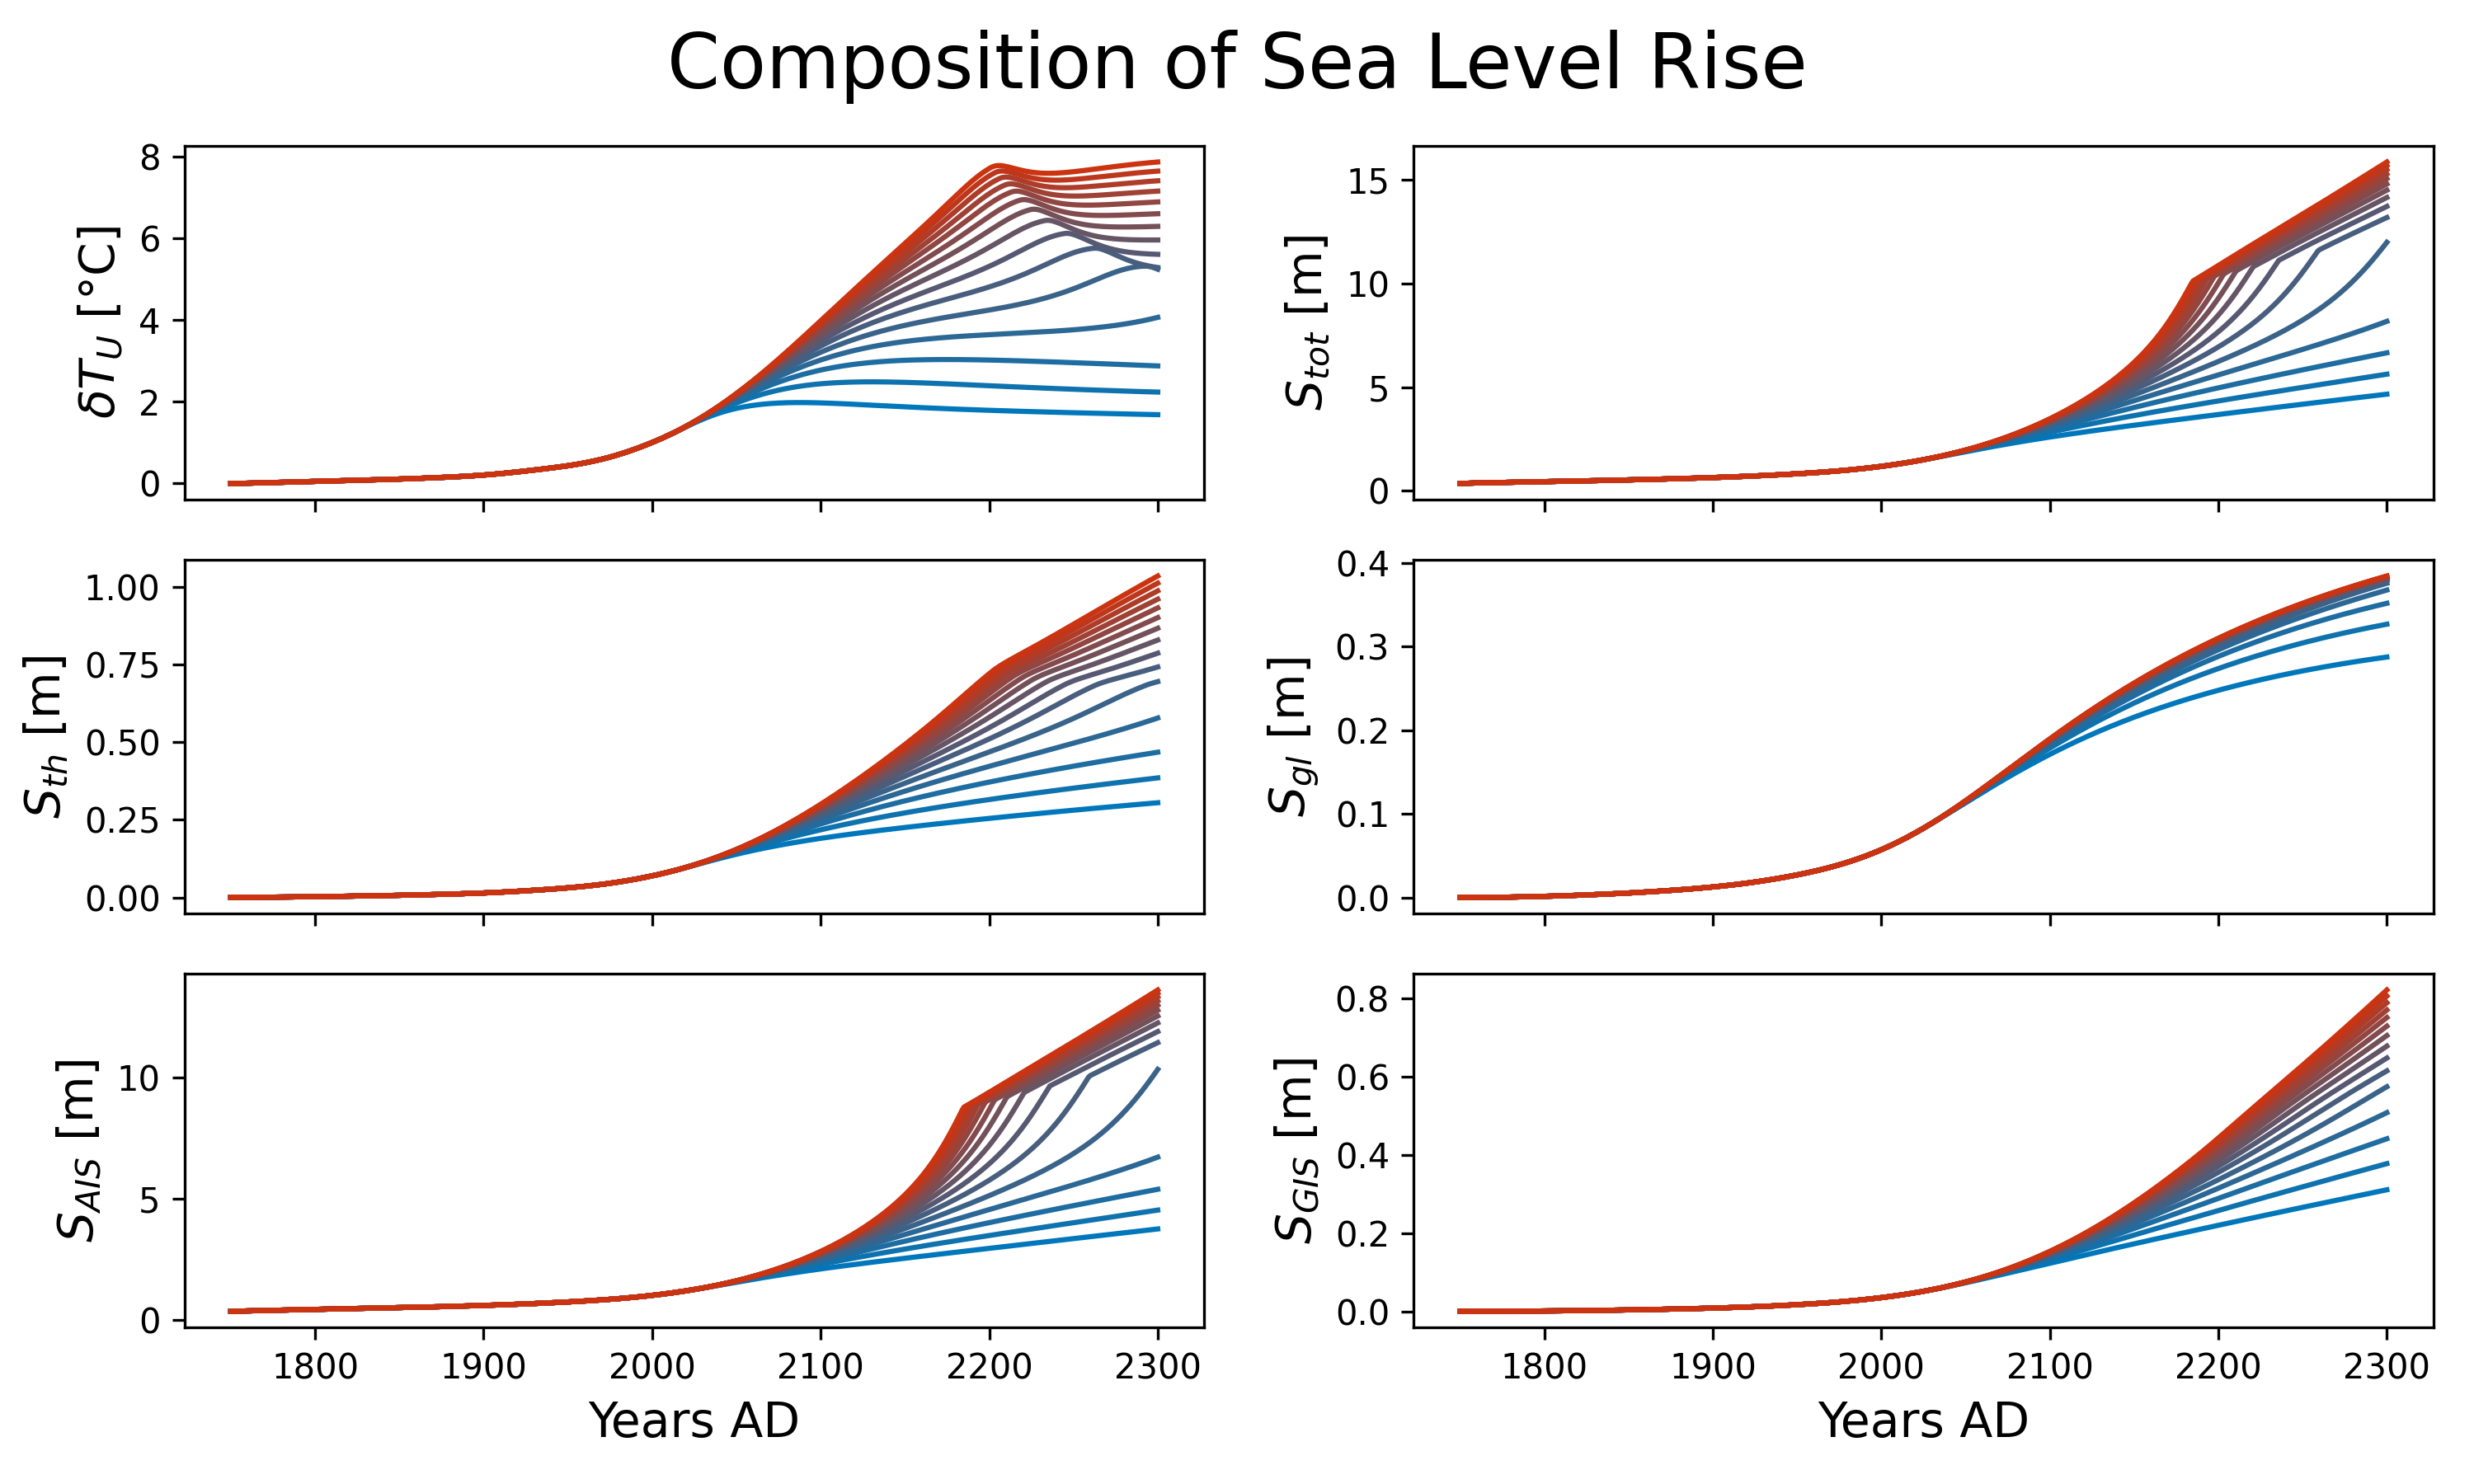 Composition of Sea Level Rise
δT_U [°C]
8
6
4
2
0
S_tot [m]
15
10
5
0
S_th [m]
1.00
0.75
0.50
0.25
0.00
S_gl [m]
0.4
0.3
0.2
0.1
0.0
S_AIS [m]
10
5
0
1800 1900 2000 2100 2200 2300
Years AD
S_GIS [m]
0.8
0.6
0.4
0.2
0.0
1800 1900 2000 2100 2200 2300
Years AD